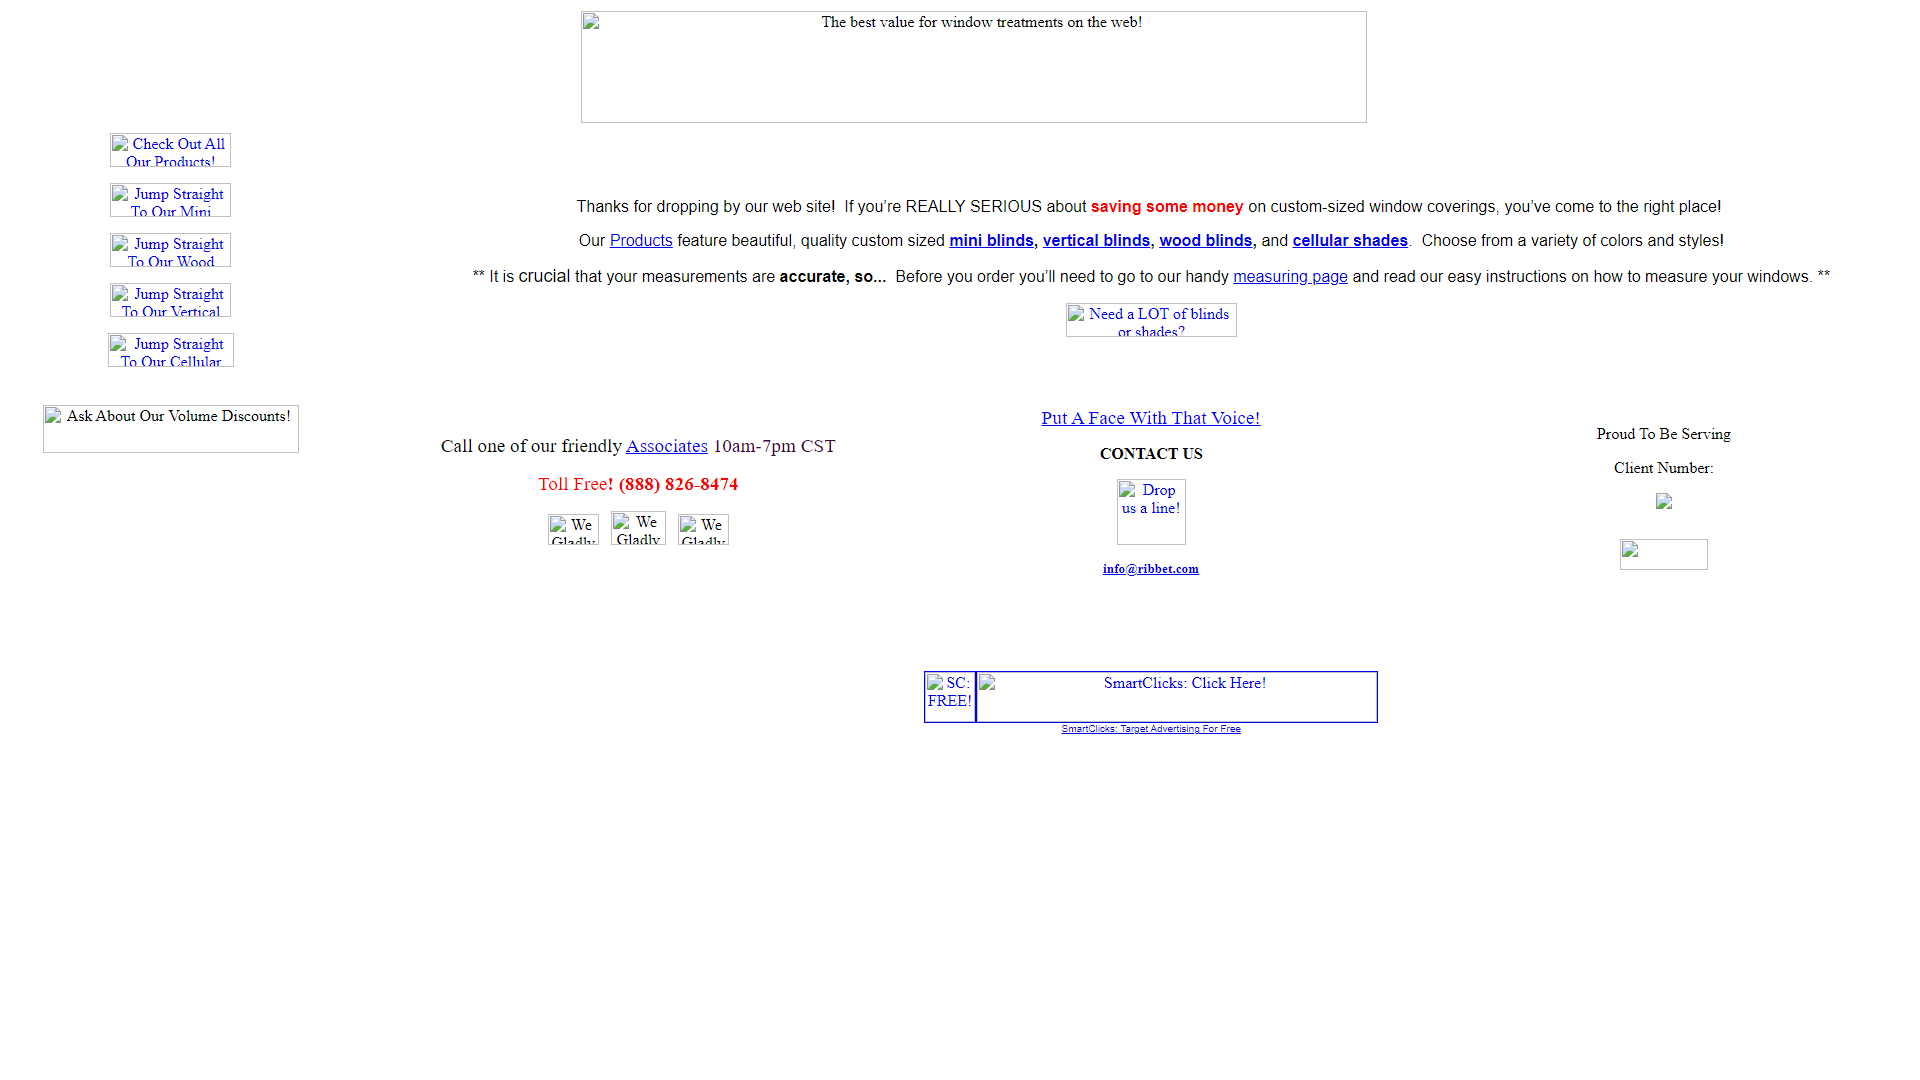 The best value for window treatments on the web!
Check Out All
Our Products!
Jump Straight
To Our Mini
Jump Straight
To Our Wood
Jump Straight
To Our Vertical
Jump Straight
To Our Cellular
Thanks for dropping by our web site!  If you’re REALLY SERIOUS about saving some money on custom-sized window coverings, you’ve come to the right place!
Our Products feature beautiful, quality custom sized mini blinds, vertical blinds, wood blinds, and cellular shades.  Choose from a variety of colors and styles!
** It is crucial that your measurements are accurate, so...  Before you order you’ll need to go to our handy measuring page and read our easy instructions on how to measure your windows. **
Need a LOT of blinds
or shades?
Ask About Our Volume Discounts!
Call one of our friendly Associates 10am-7pm CST
Toll Free! (888) 826-8474
We
Gladly
We
Gladly
We
Gladly
Put A Face With That Voice!
CONTACT US
Drop
us a line!
info@ribbet.com
Proud To Be Serving
Client Number:
SC:
FREE!
SmartClicks: Click Here!
SmartClicks: Target Advertising For Free